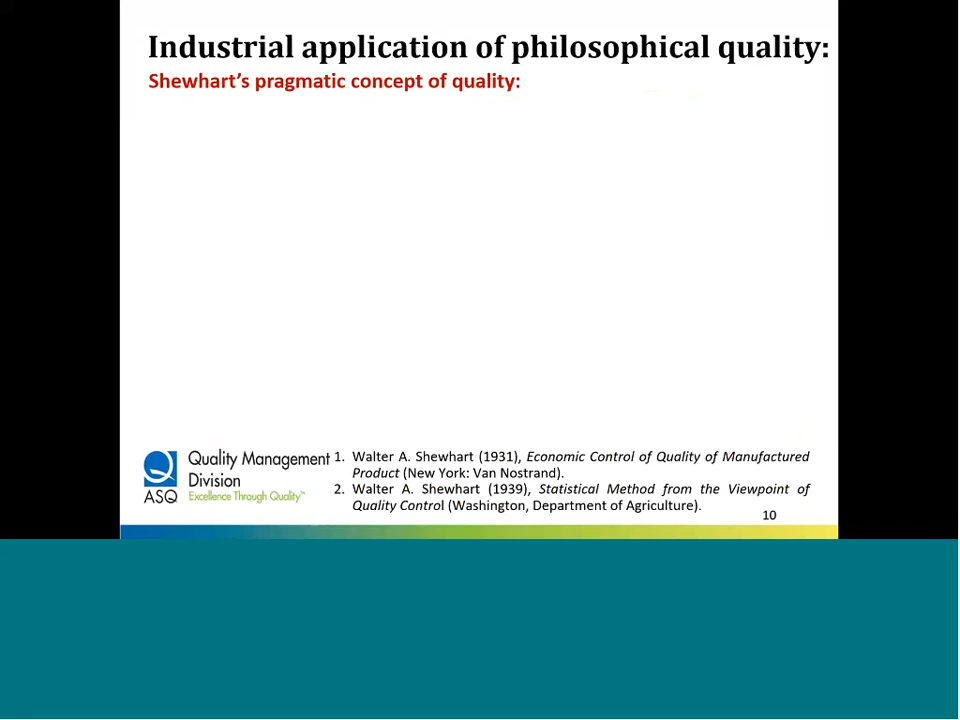 Industrial application of philosophical quality:
Shewhart’s pragmatic concept of quality:
Quality Management
Division
ASQ Excellence Through Quality™
1. Walter A. Shewhart (1931), Economic Control of Quality of Manufactured
Product (New York: Van Nostrand).
2. Walter A. Shewhart (1939), Statistical Method from the Viewpoint of
Quality Control (Washington, Department of Agriculture).
10